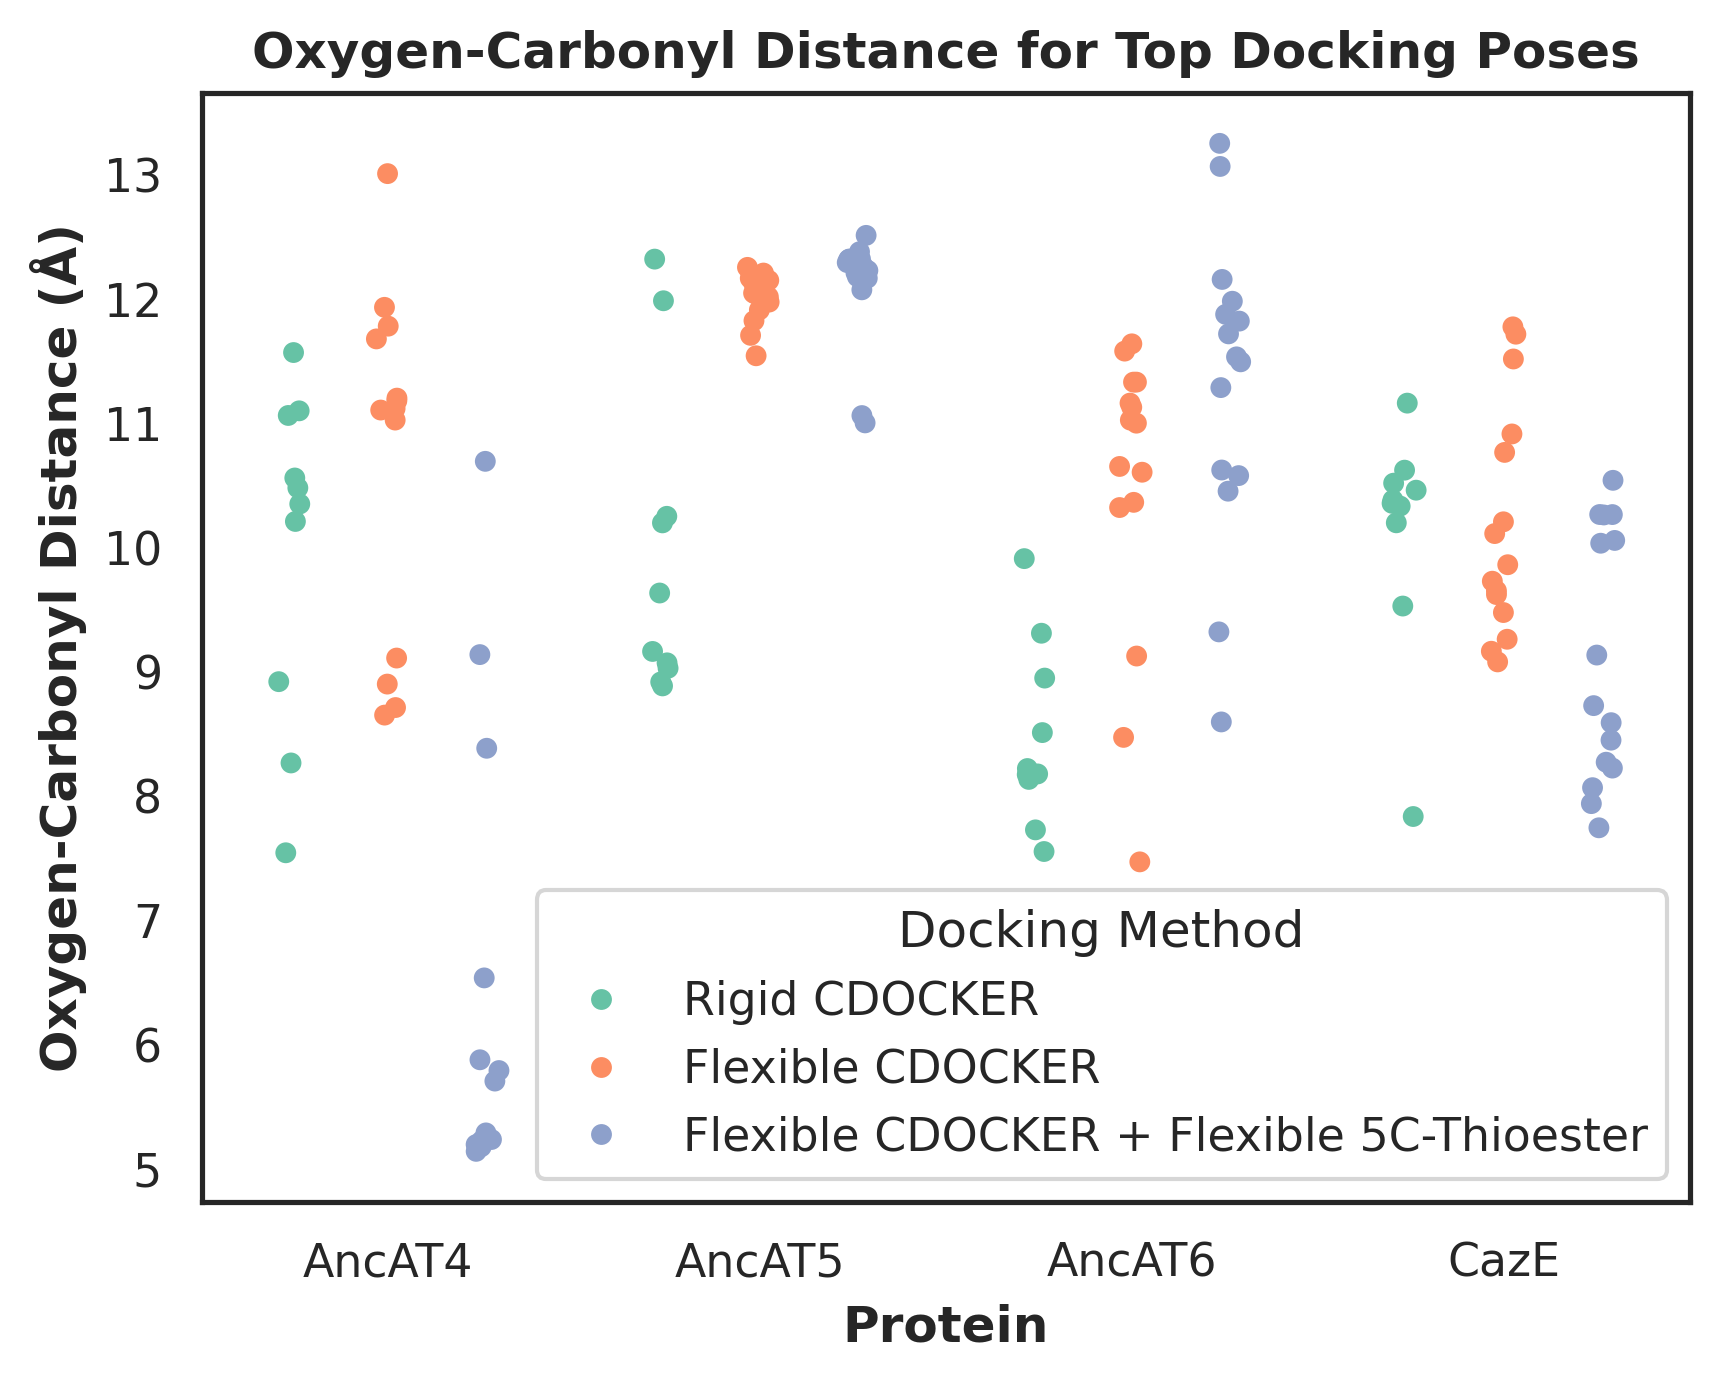 Oxygen-Carbonyl Distance for Top Docking Poses
Oxygen-Carbonyl Distance (Å)
13
12
11
10
9
8
7
6
5
Docking Method
Rigid CDOCKER
Flexible CDOCKER
Flexible CDOCKER + Flexible 5C-Thioester
AncAT4 AncAT5 AncAT6 CazE
Protein